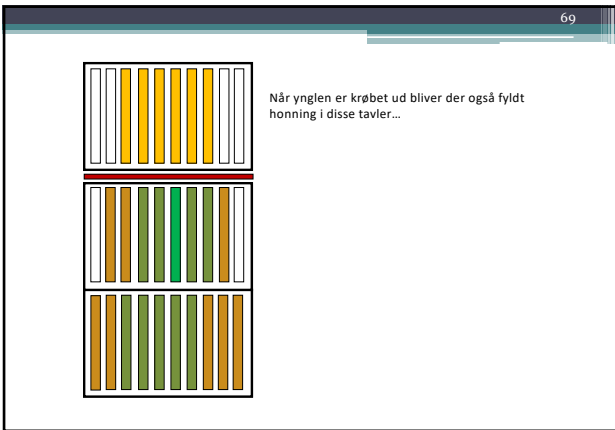 69
Når ynglen er krøbet ud bliver der også fyldt
honning i disse tavler…